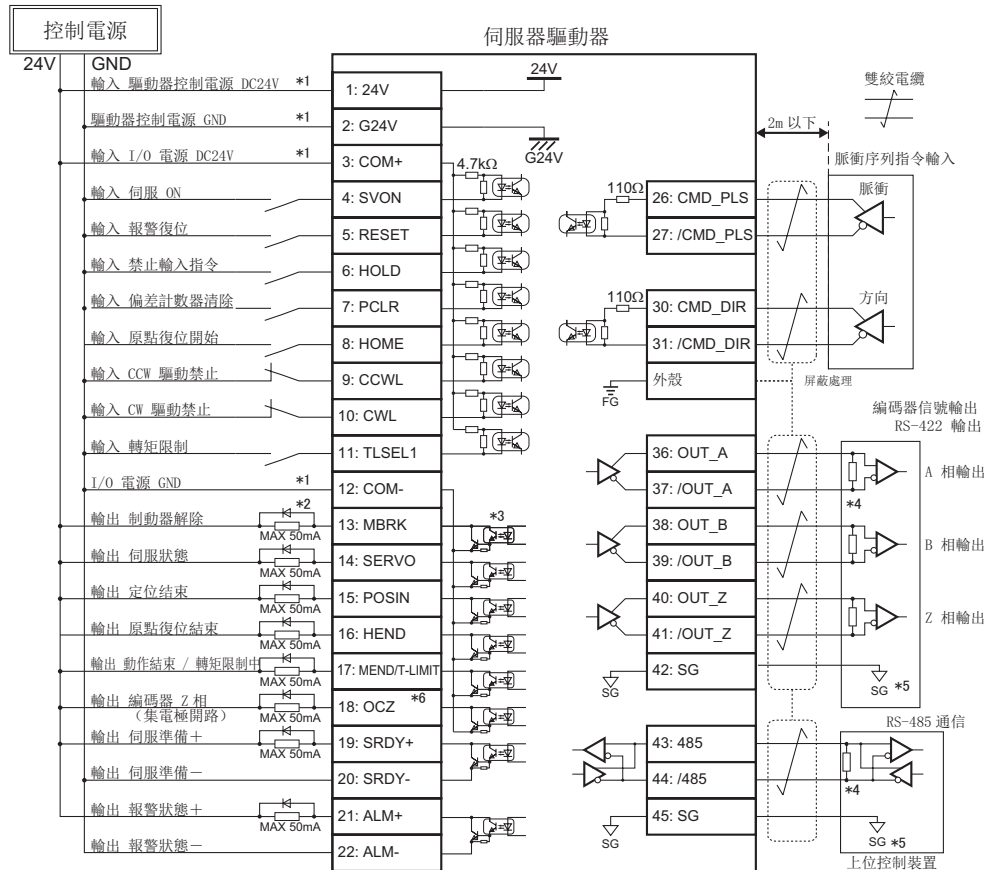 控制電源
伺服器驅動器
24V GND
輸入 驅動器控制電源 DC24V *1
1: 24V
24V
驅動器控制電源 GND *1
2: G24V
G24V
輸入 I/O 電源 DC24V *1
3: COM+
4.7kΩ
輸入 伺服 ON
4: SVON
輸入 報警復位
5: RESET
輸入 禁止輸入指令
6: HOLD
輸入 偏差計數器清除
7: PCLR
輸入 原點復位開始
8: HOME
輸入 CCW 驅動禁止
9: CCWL
輸入 CW 驅動禁止
10: CWL
輸入 轉矩限制
11: TLSEL1
I/O 電源 GND *1
12: COM-
輸出 制動器解除
*2
MAX 50mA
13: MBRK
*3
輸出 伺服狀態
MAX 50mA
14: SERVO
輸出 定位结束
MAX 50mA
15: POSIN
輸出 原點復位結束
MAX 50mA
16: HEND
輸出 動作結束 / 轉矩限制中
MAX 50mA
17: MEND/T-LIMIT
輸出 編碼器 Z 相
(集電極開路)
MAX 50mA
*6
18: OCZ
輸出 伺服準備+
MAX 50mA
19: SRDY+
輸出 伺服準備-
20: SRDY-
輸出 報警狀態+
MAX 50mA
21: ALM+
輸出 報警狀態-
22: ALM-
雙絞電纜
2m 以下
脈衝序列指令輸入
110Ω
26: CMD_PLS
27: /CMD_PLS
脈衝
110Ω
30: CMD_DIR
31: /CMD_DIR
方向
FG
外殼
屏蔽處理
編碼器信號輸出
RS-422 輸出
36: OUT_A
37: /OUT_A
*4
A 相輸出
38: OUT_B
39: /OUT_B
B 相輸出
40: OUT_Z
41: /OUT_Z
Z 相輸出
SG
42: SG
SG *5
RS-485 通信
43: 485
44: /485
*4
SG
45: SG
SG *5
上位控制裝置